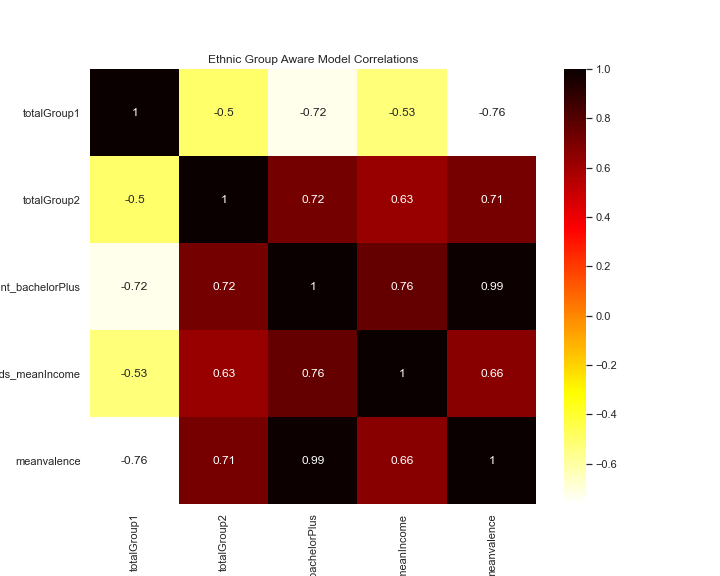 Ethnic Group Aware Model Correlations
totalGroup1 1 -0.5 -0.72 -0.53 -0.76
totalGroup2 -0.5 1 0.72 0.63 0.71
nt_bachelorPlus -0.72 0.72 1 0.76 0.99
ds_meanIncome -0.53 0.63 0.76 1 0.66
meanvalence -0.76 0.71 0.99 0.66 1
totalGroup1
totalGroup2
bachelorPlus
meanIncome
meanvalence
1.0
0.8
0.6
0.4
0.2
0.0
−0.2
−0.4
−0.6